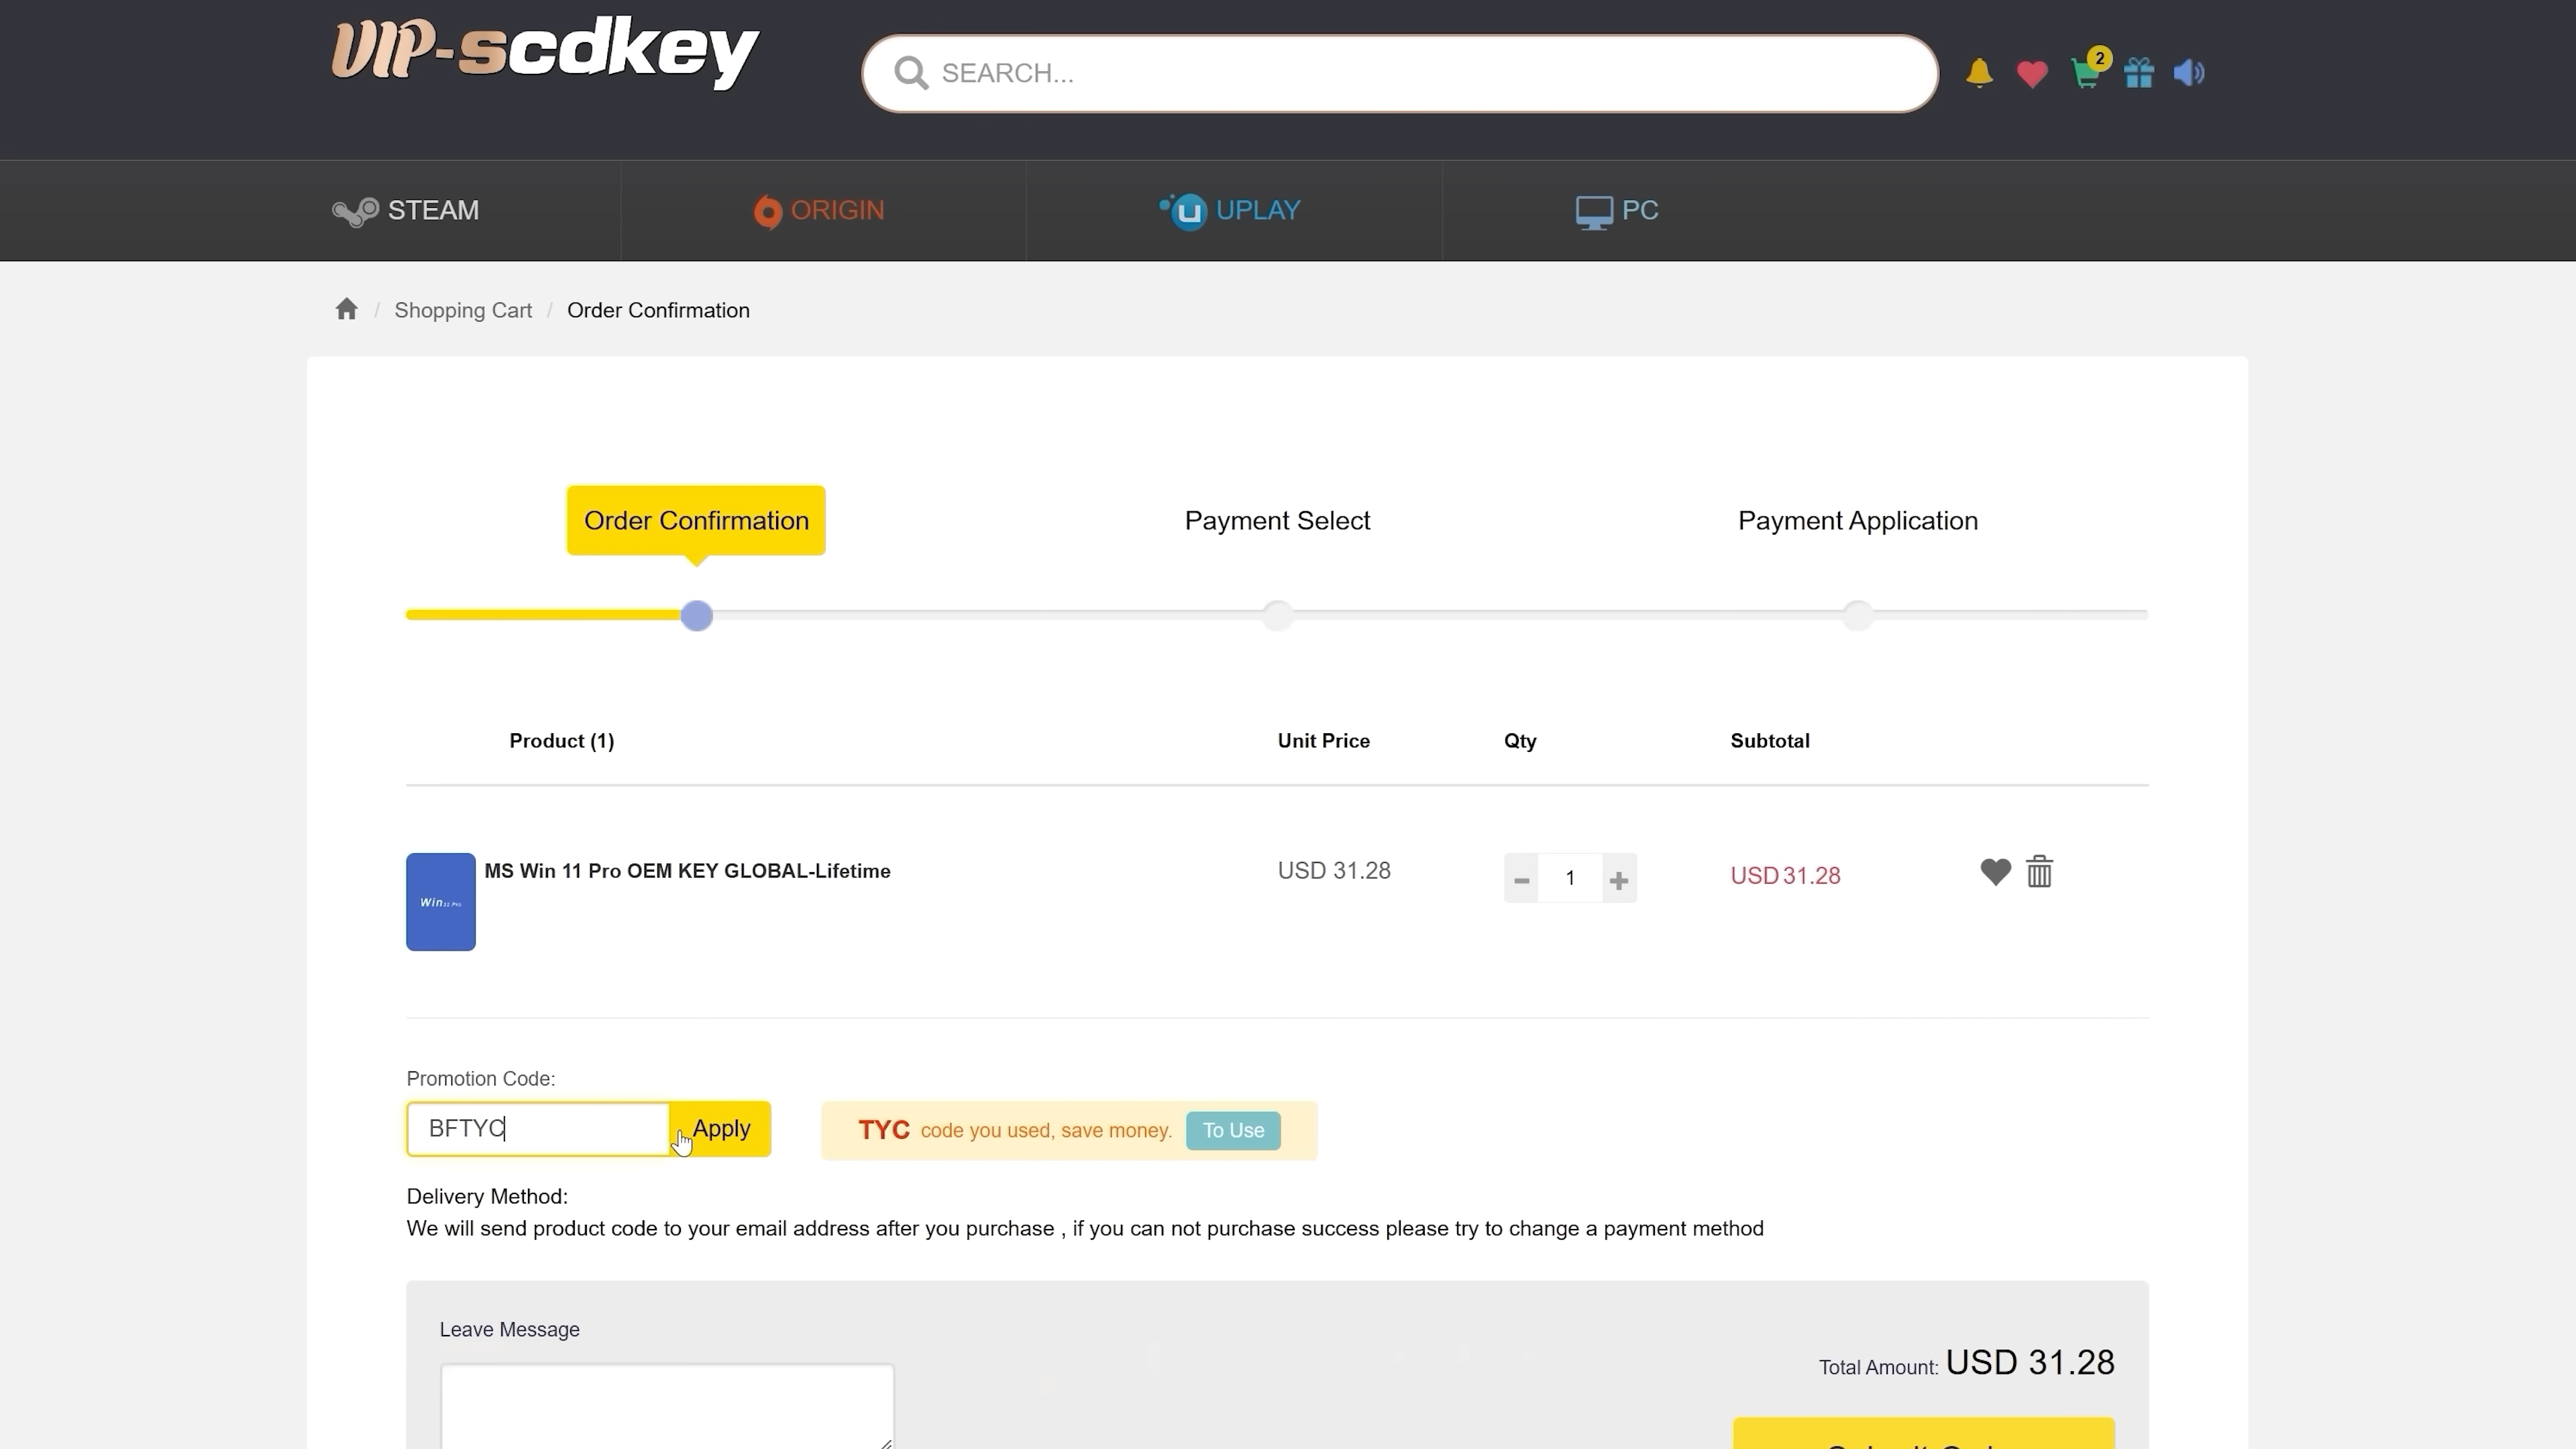 VIP-scdkey
SEARCH...
2
STEAM
ORIGIN
UPLAY
PC
Shopping Cart / Order Confirmation
Order Confirmation
Payment Select
Payment Application
Product (1)
Unit Price
Qty
Subtotal
Win 11 Pro
MS Win 11 Pro OEM KEY GLOBAL-Lifetime
USD 31.28
1
USD 31.28
Promotion Code:
BFTYC
Apply
TYC code you used, save money.
To Use
Delivery Method:
We will send product code to your email address after you purchase , if you can not purchase success please try to change a payment method
Leave Message
Total Amount: USD 31.28